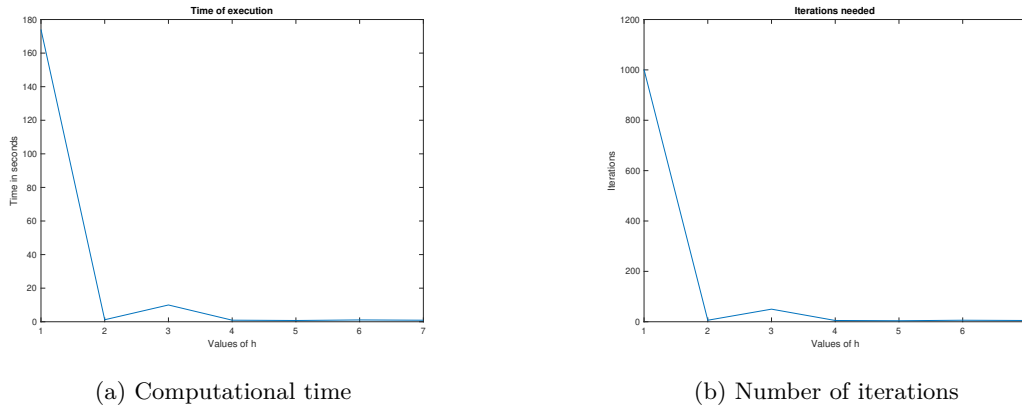 Time of execution
180
160
140
120
100
80
60
40
20
0
Time in seconds
1 2 3 4 5 6 7
Values of h
(a) Computational time
Iterations needed
1200
1000
800
600
400
200
0
Iterations
1 2 3 4 5 6
Values of h
(b) Number of iterations